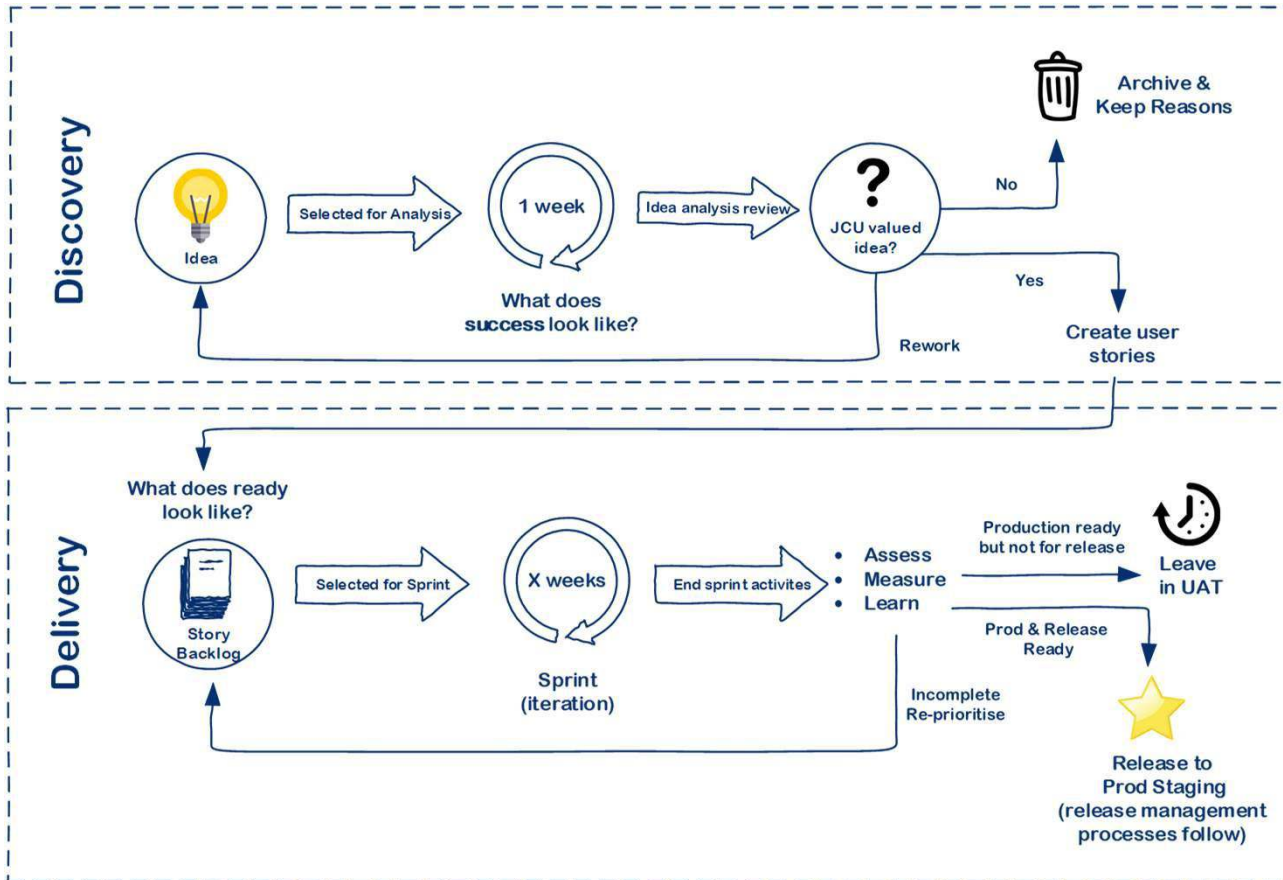 Discovery
Idea
Selected for Analysis
1 week
What does
success look like?
Idea analysis review
?
JCU valued
idea?
No
Archive &
Keep Reasons
Yes
Create user
stories
Rework
Delivery
What does ready
look like?
Story
Backlog
Selected for Sprint
X weeks
Sprint
(iteration)
End sprint activites
• Assess
• Measure
• Learn
Production ready
but not for release
Leave
in UAT
Prod & Release
Ready
Incomplete
Re-prioritise
Release to
Prod Staging
(release management
processes follow)